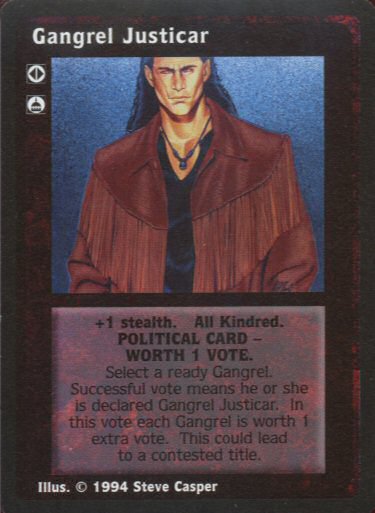 Gangrel Justicar
+1 stealth. All Kindred.
POLITICAL CARD –
WORTH 1 VOTE.
Select a ready Gangrel.
Successful vote means he or she
is declared Gangrel Justicar. In
this vote each Gangrel is worth 1
extra vote. This could lead
to a contested title.
Illus. © 1994 Steve Casper